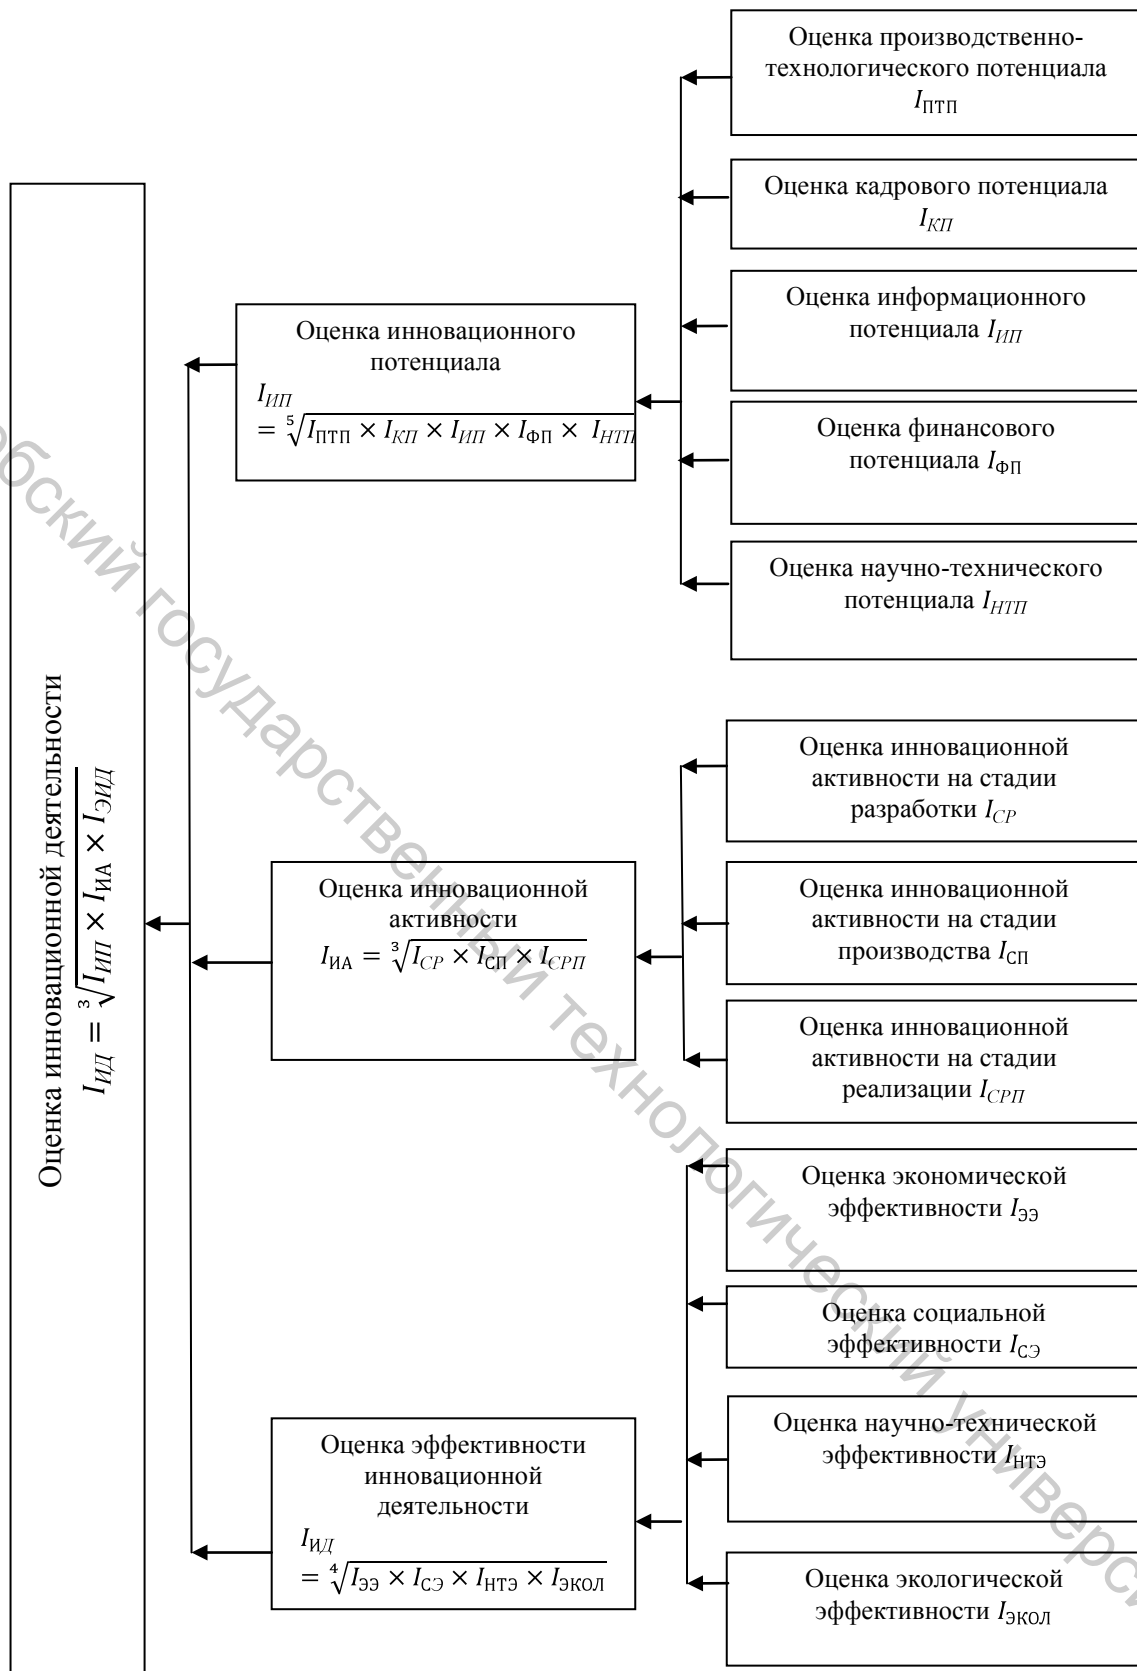 Оценка инновационной деятельности
I_ИД = ∛(I_ИП × I_ИА × I_ЭИД)
Оценка инновационного
потенциала
I_ИП
= ⁵√(I_ПТП × I_КП × I_ИП × I_ФП × I_НТП)
Оценка производственно-
технологического потенциала
I_ПТП
Оценка кадрового потенциала
I_КП
Оценка информационного
потенциала I_ИП
Оценка финансового
потенциала I_ФП
Оценка научно-технического
потенциала I_НТП
Оценка инновационной
активности
I_ИА = ∛(I_СР × I_СП × I_СРП)
Оценка инновационной
активности на стадии
разработки I_СР
Оценка инновационной
активности на стадии
производства I_СП
Оценка инновационной
активности на стадии
реализации I_СРП
Оценка эффективности
инновационной
деятельности
I_ИД
= ∜(I_ЭЭ × I_СЭ × I_НТЭ × I_ЭКОЛ)
Оценка экономической
эффективности I_ЭЭ
Оценка социальной
эффективности I_СЭ
Оценка научно-технической
эффективности I_НТЭ
Оценка экологической
эффективности I_ЭКОЛ
государственный технологический